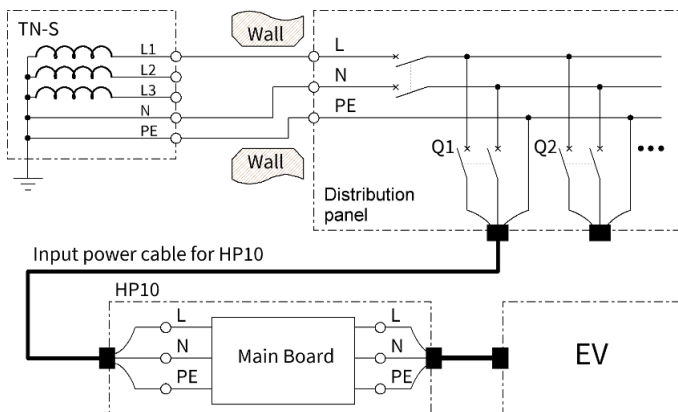 TN-S
L1
L2
L3
N
PE
Wall
Wall
L
N
PE
Q1
Q2
Distribution
panel
Input power cable for HP10
HP10
L
N
PE
Main Board
L
N
PE
EV